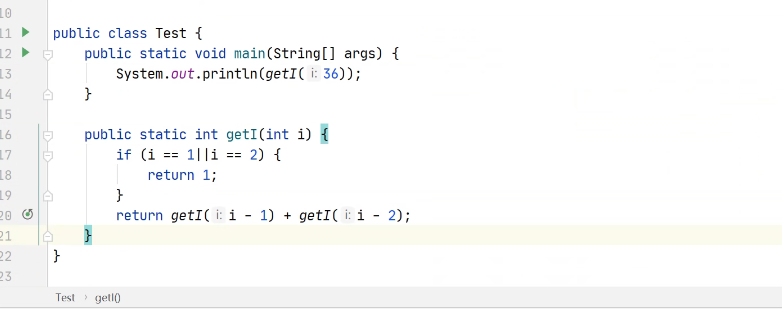 10
11 public class Test {
12 public static void main(String[] args) {
13 System.out.println(getI( i: 36));
14 }
15
16 public static int getI(int i) {
17 if (i == 1||i == 2) {
18 return 1;
19 }
20 return getI( i: i - 1) + getI( i: i - 2);
21 }
22 }
23
Test › getI()